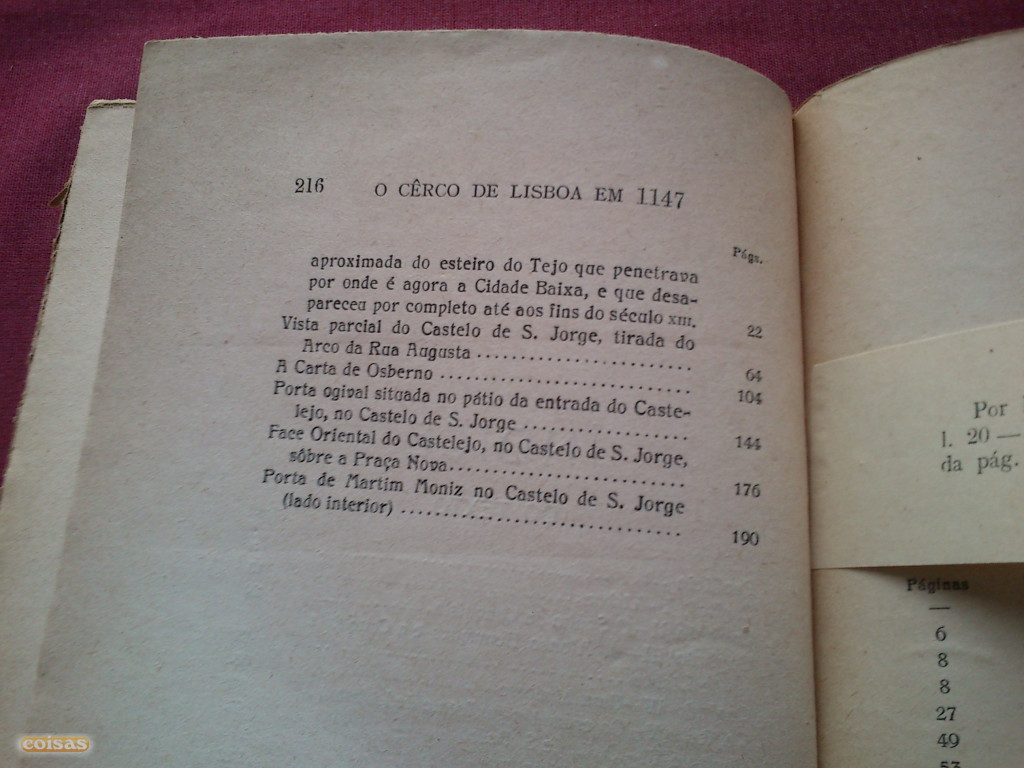 216 O CÊRCO DE LISBOA EM 1147
Págs.
aproximada do esteiro do Tejo que penetrava
por onde é agora a Cidade Baixa, e que desa-
pareceu por completo até aos fins do século XIII. 22
Vista parcial do Castelo de S. Jorge, tirada do
Arco da Rua Augusta ...................... 64
A Carta de Osberno ........................... 104
Porta ogival situada no pátio da entrada do Caste-
lejo, no Castelo de S. Jorge .................. 144
Face Oriental do Castelejo, no Castelo de S. Jorge,
sôbre a Praça Nova......................... 176
Porta de Martim Moniz no Castelo de S. Jorge
(lado interior) ................................ 190
Por
l. 20 —
da pág.
Páginas
—
6
8
8
27
49
53
coisas